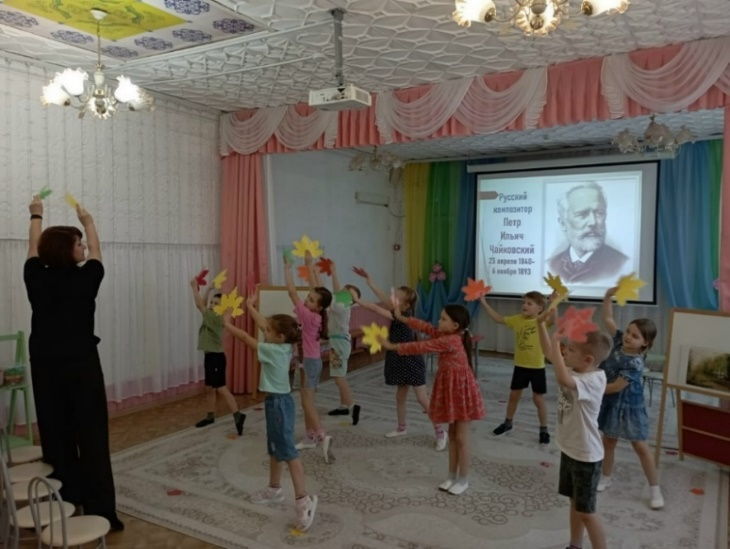 Русский
композитор
Петр
Ильич
Чайковский
25 апреля 1840-
6 ноября 1893